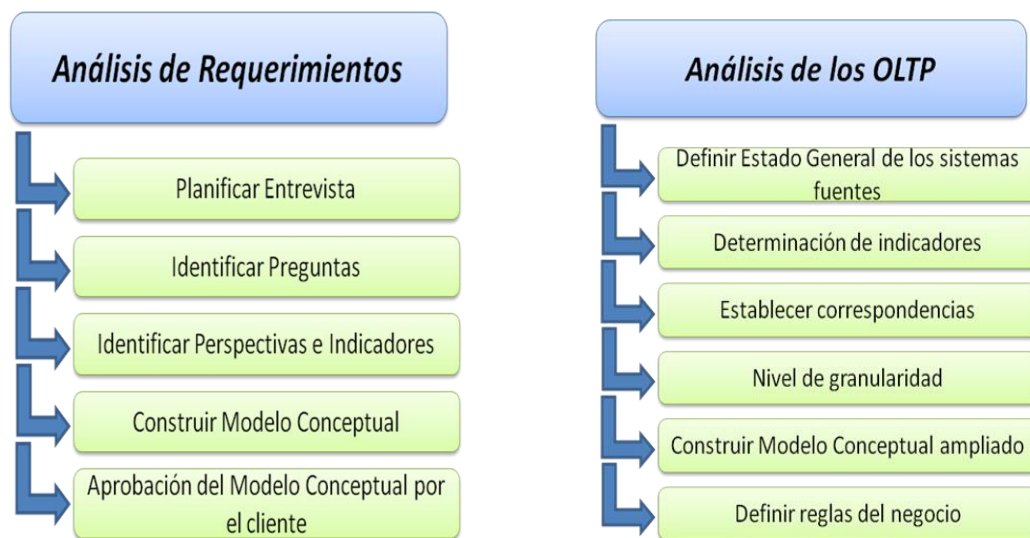 Análisis de Requerimientos
Planificar Entrevista
Identificar Preguntas
Identificar Perspectivas e Indicadores
Construir Modelo Conceptual
Aprobación del Modelo Conceptual por
el cliente
Análisis de los OLTP
Definir Estado General de los sistemas
fuentes
Determinación de indicadores
Establecer correspondencias
Nivel de granularidad
Construir Modelo Conceptual ampliado
Definir reglas del negocio